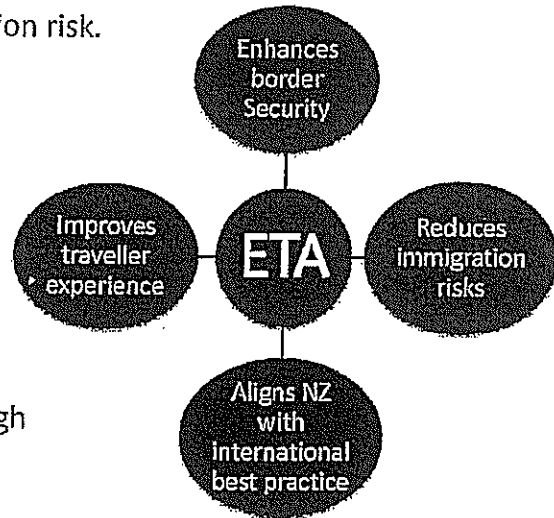 on risk.
Enhances
border
Security
Improves
traveller
experience
ETA
Reduces
immigration
risks
Aligns NZ
with
international
best practice
gh